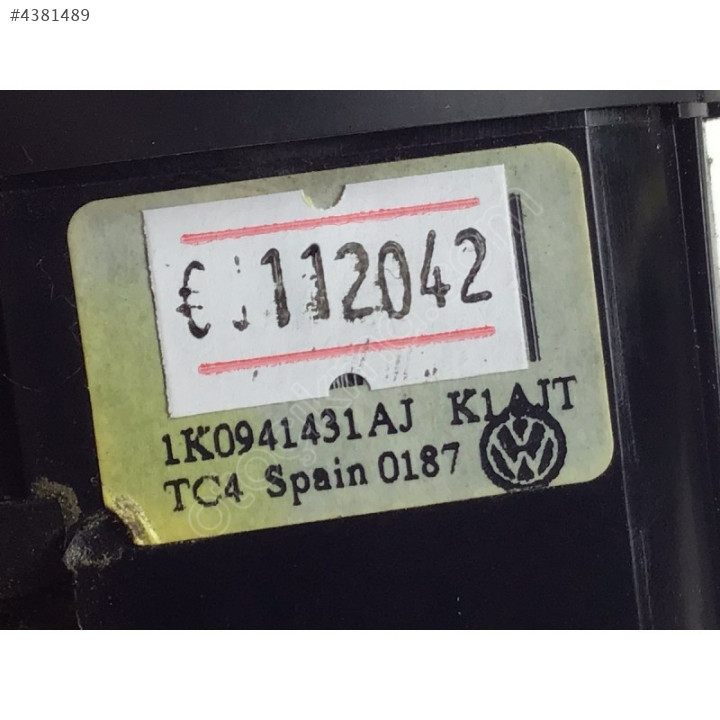 #4381489
€ 112042
1K0941431AJ K1AJT
TC4 Spain 0187